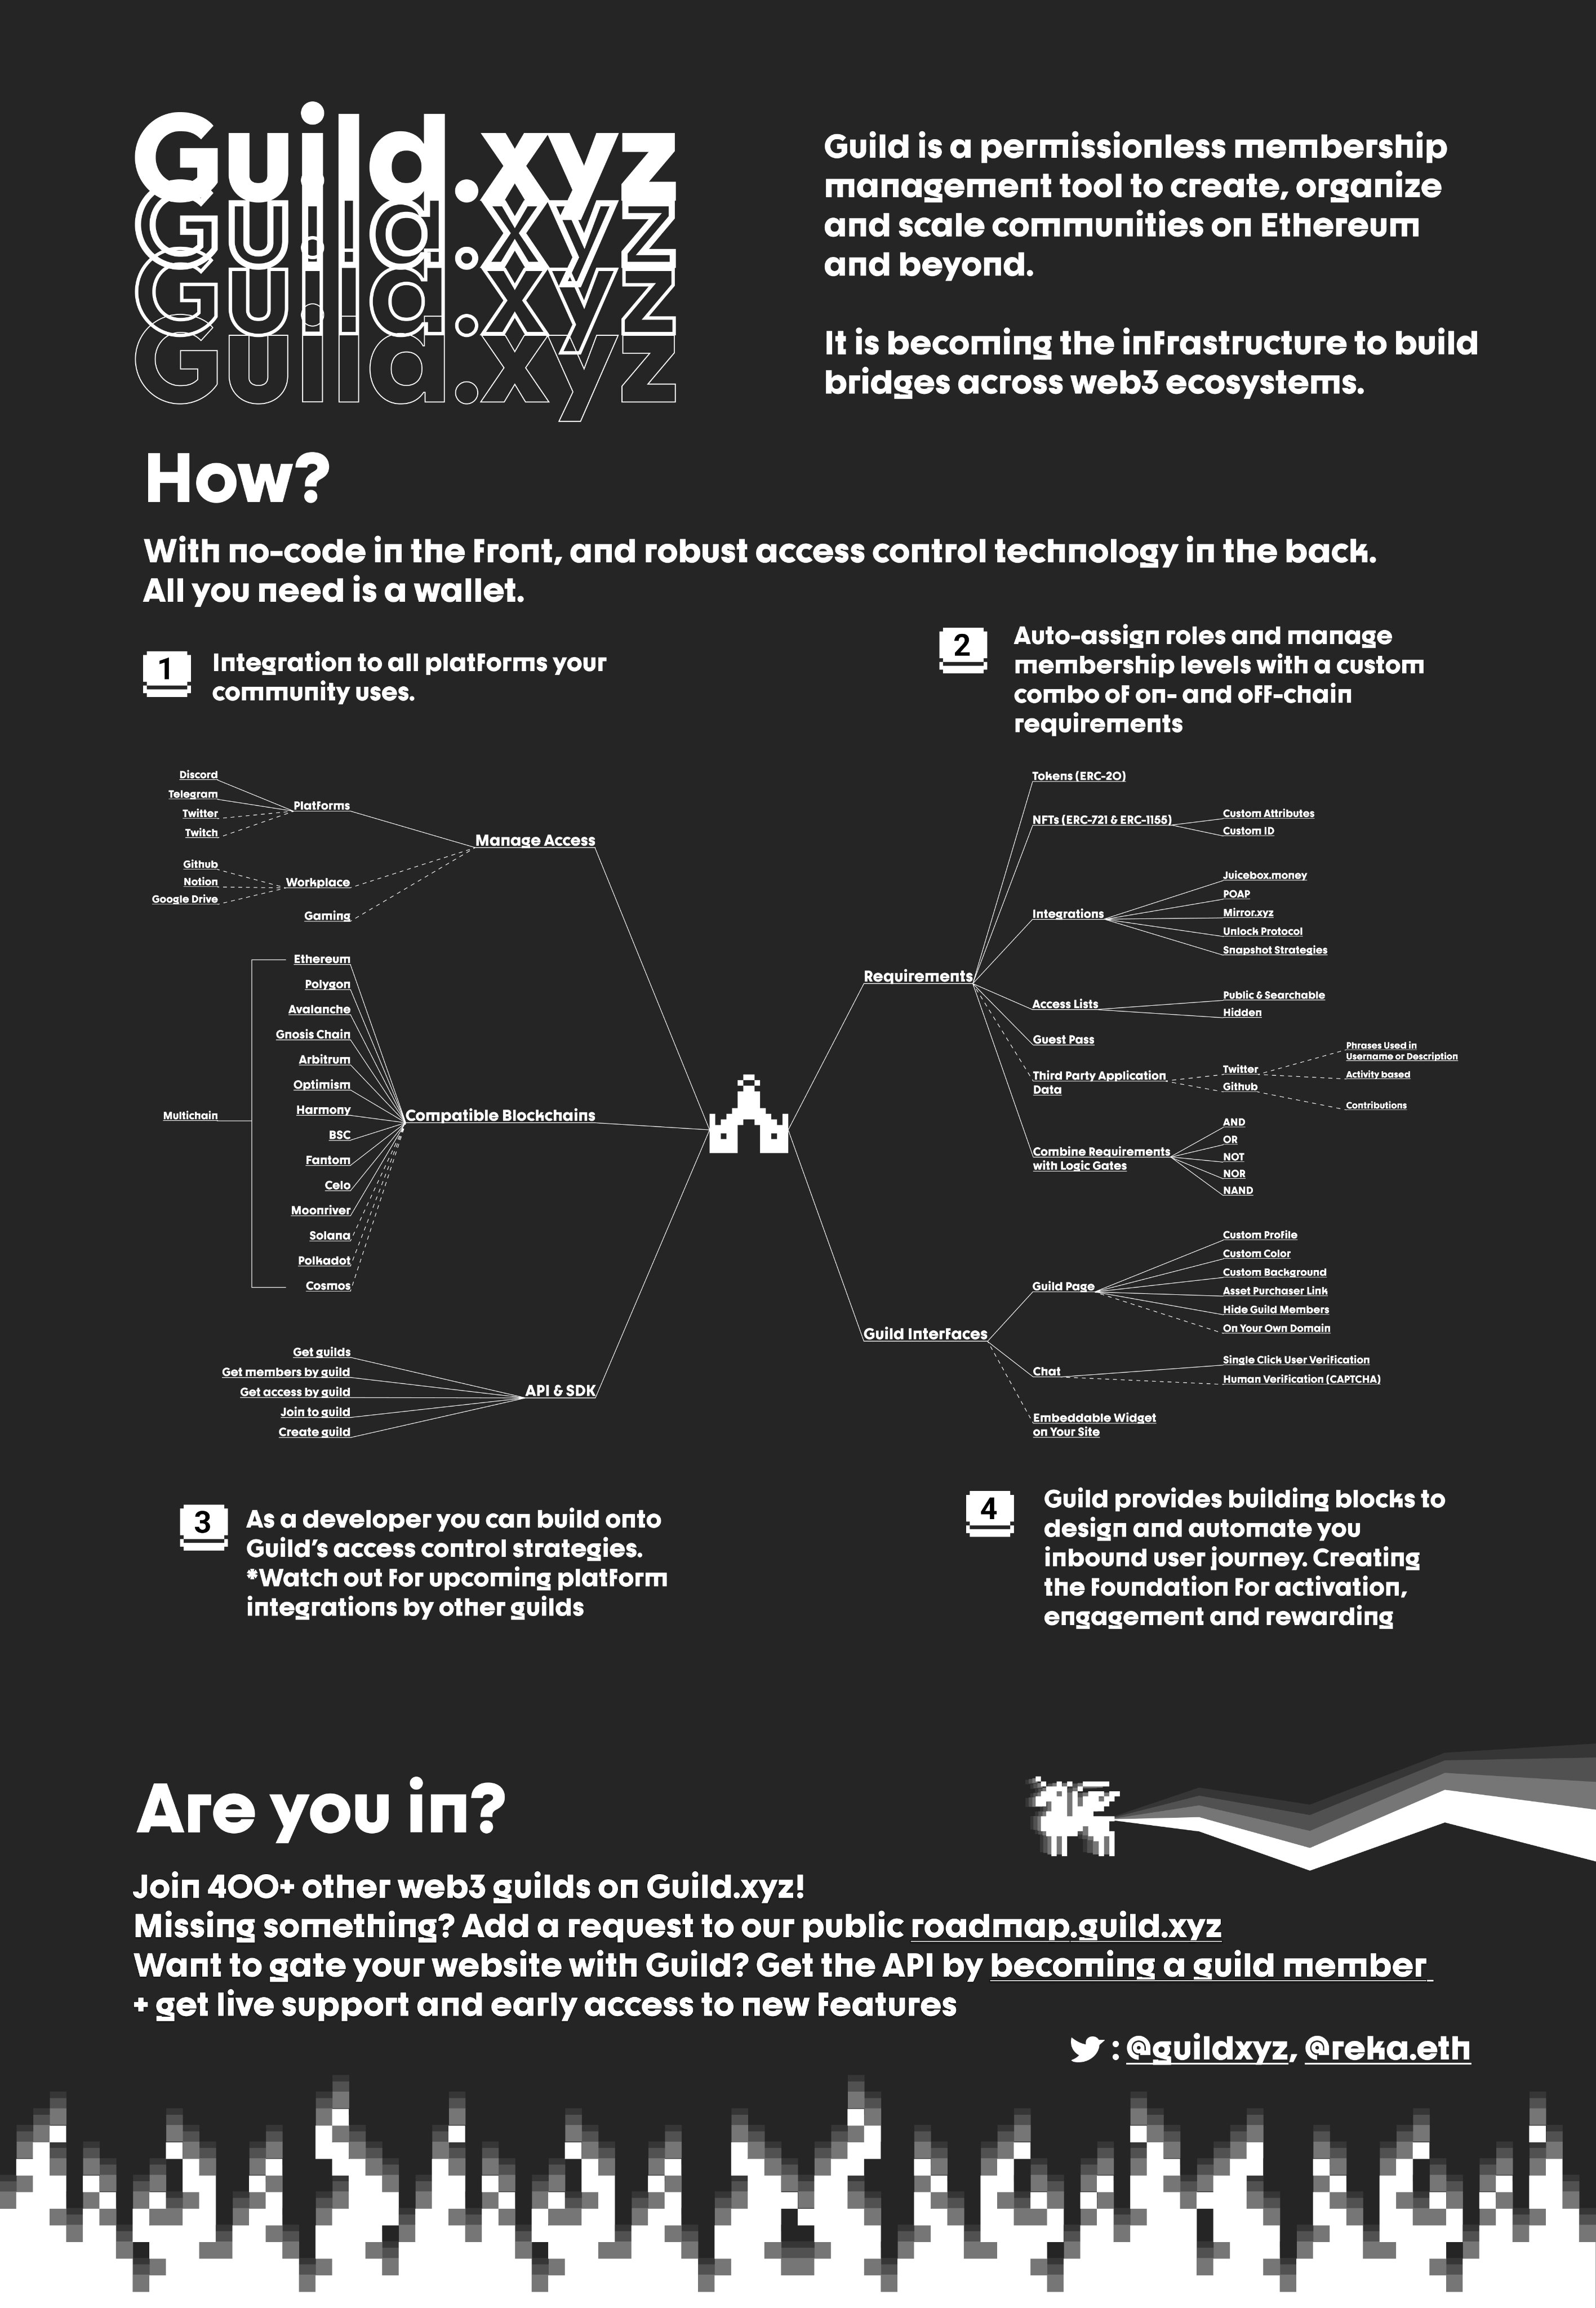 Guild.xyz
Guild.xyz
Guild.xyz
Guild.xyz
Guild is a permissionless membership
management tool to create, organize
and scale communities on Ethereum
and beyond.
It is becoming the infrastructure to build
bridges across web3 ecosystems.
How?
With no-code in the front, and robust access control technology in the back.
All you need is a wallet.
1
Integration to all platforms your
community uses.
2
Auto-assign roles and manage
membership levels with a custom
combo of on- and off-chain
requirements
Discord
Telegram
Twitter
Twitch
Platforms
Github
Notion
Google Drive
Workplace
Gaming
Manage Access
Multichain
Ethereum
Polygon
Avalanche
Gnosis Chain
Arbitrum
Optimism
Harmony
BSC
Fantom
Celo
Moonriver
Solana
Polkadot
Cosmos
Compatible Blockchains
Get guilds
Get members by guild
Get access by guild
Join to guild
Create guild
API & SDK
Requirements
Tokens (ERC-20)
NFTs (ERC-721 & ERC-1155)
Custom Attributes
Custom ID
Integrations
Juicebox.money
POAP
Mirror.xyz
Unlock Protocol
Snapshot Strategies
Access Lists
Public & Searchable
Hidden
Guest Pass
Third Party Application
Data
Twitter
Phrases Used in
Username or Description
Activity based
Github
Contributions
Combine Requirements
with Logic Gates
AND
OR
NOT
NOR
NAND
Guild Interfaces
Guild Page
Custom Profile
Custom Color
Custom Background
Asset Purchaser Link
Hide Guild Members
On Your Own Domain
Chat
Single Click User Verification
Human Verification (CAPTCHA)
Embeddable Widget
on Your Site
3
As a developer you can build onto
Guild's access control strategies.
*Watch out for upcoming platform
integrations by other guilds
4
Guild provides building blocks to
design and automate you
inbound user journey. Creating
the foundation for activation,
engagement and rewarding
Are you in?
Join 400+ other web3 guilds on Guild.xyz!
Missing something? Add a request to our public roadmap.guild.xyz
Want to gate your website with Guild? Get the API by becoming a guild member
+ get live support and early access to new features
: @guildxyz, @reka.eth